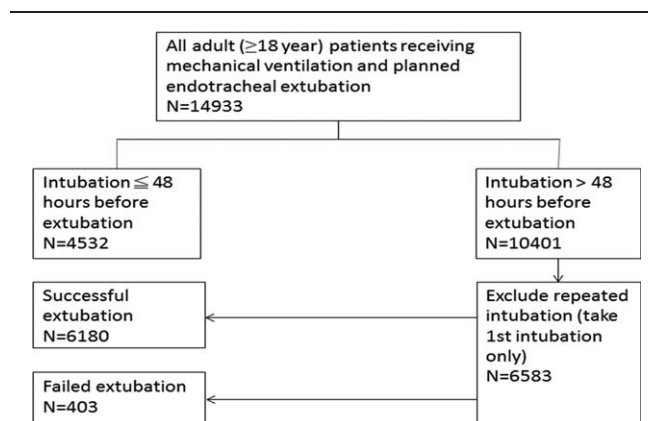 All adult (≥18 year) patients receiving
mechanical ventilation and planned
endotracheal extubation
N=14933
Intubation ≦ 48
hours before
extubation
N=4532
Intubation > 48
hours before
extubation
N=10401
Successful
extubation
N=6180
Exclude repeated
intubation (take
1st intubation
only)
N=6583
Failed extubation
N=403